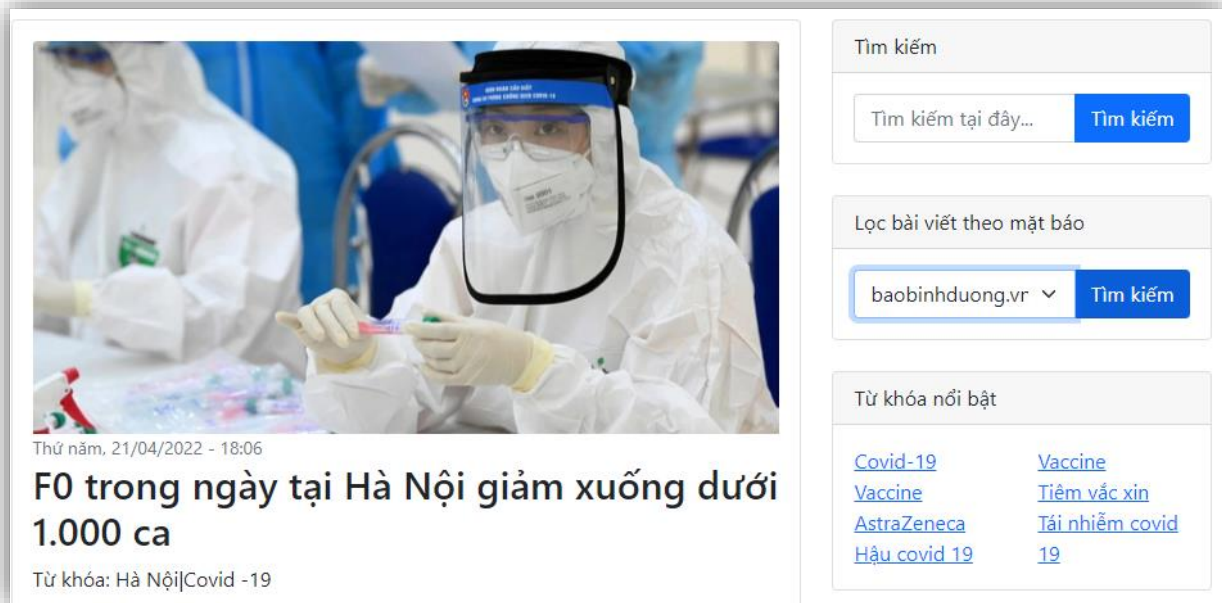 Thứ năm, 21/04/2022 - 18:06
F0 trong ngày tại Hà Nội giảm xuống dưới
1.000 ca
Từ khóa: Hà Nội|Covid -19
Tìm kiếm
Tìm kiếm tại đây... Tìm kiếm
Lọc bài viết theo mặt báo
baobinhduong.vr Tìm kiếm
Từ khóa nổi bật
Covid-19 Vaccine
Vaccine Tiêm vắc xin
AstraZeneca Tái nhiễm covid
Hậu covid 19 19